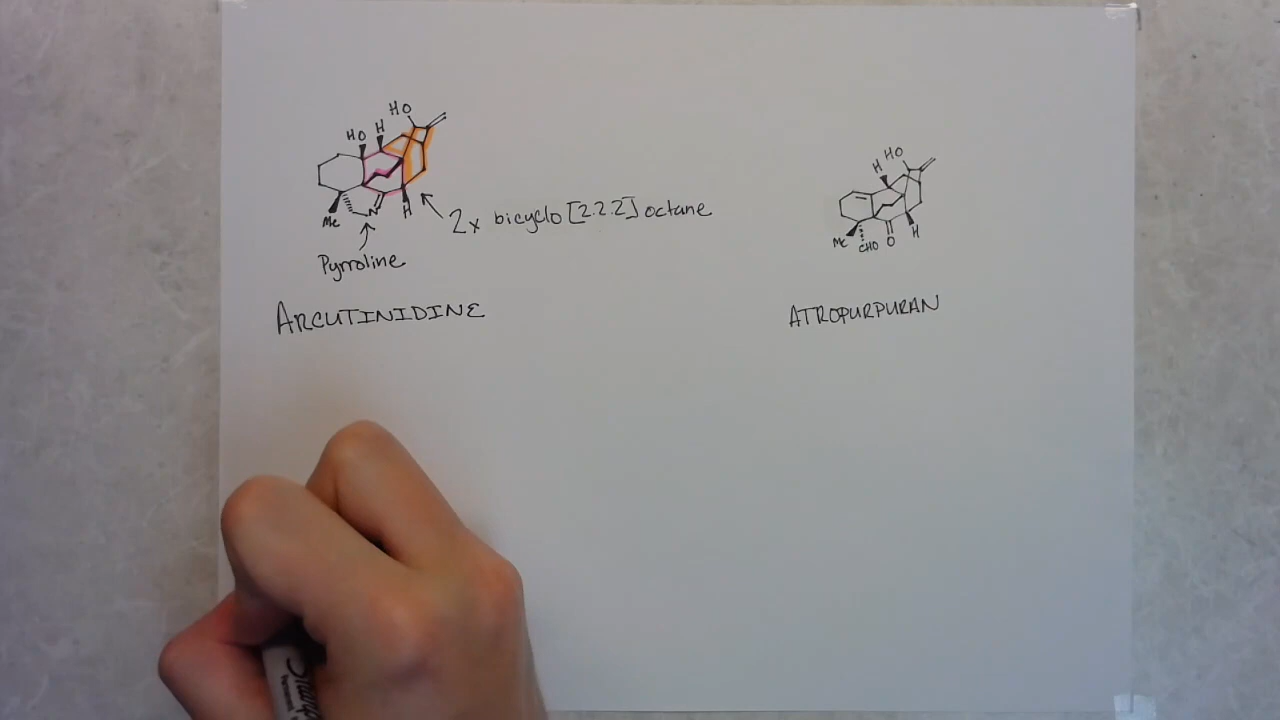 HO
HO H
Me
N
H
2x bicyclo [2.2.2] octane
Pyrroline
ARCUTINIDINE
HO
H
Me
CHO
O
H
ATROPURPURAN